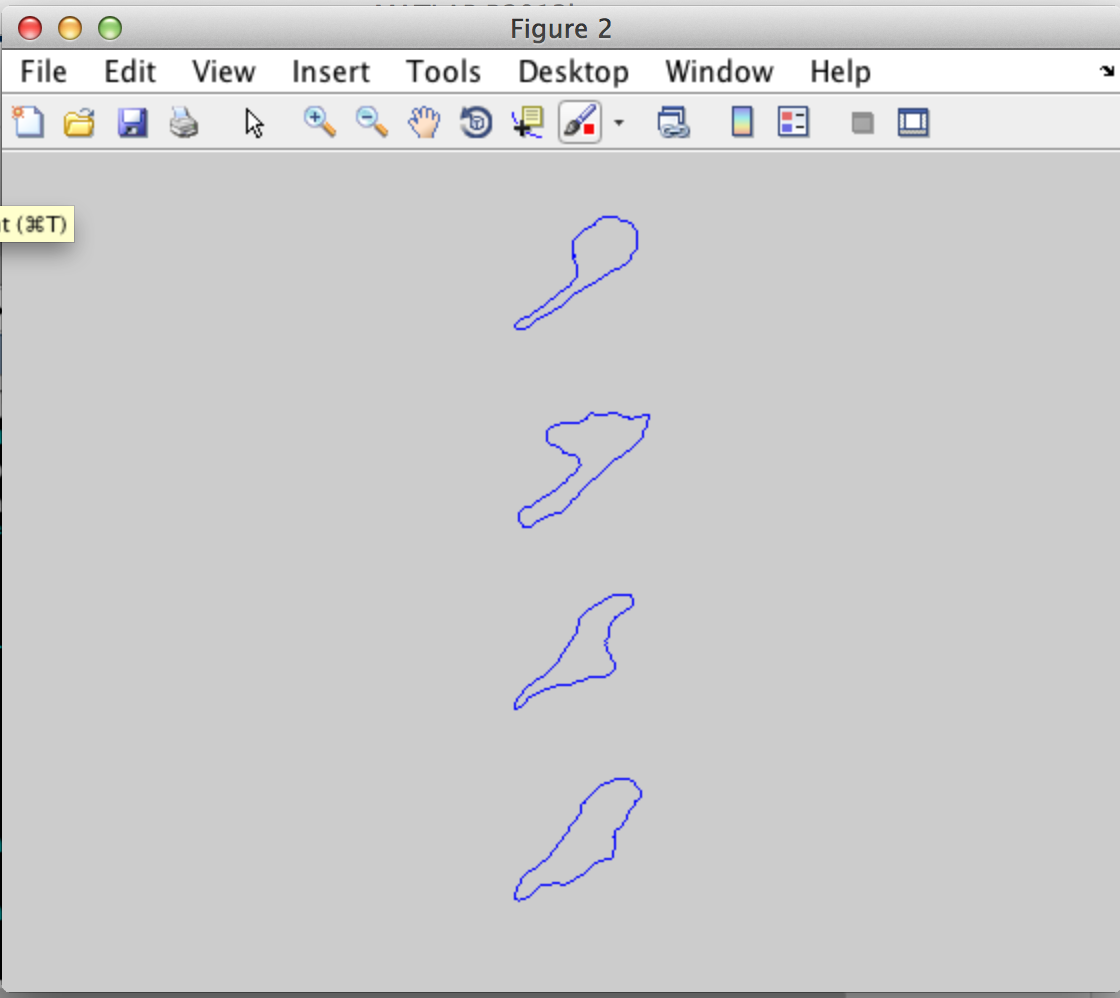 Figure 2
File Edit View Insert Tools Desktop Window Help
t (⌘T)